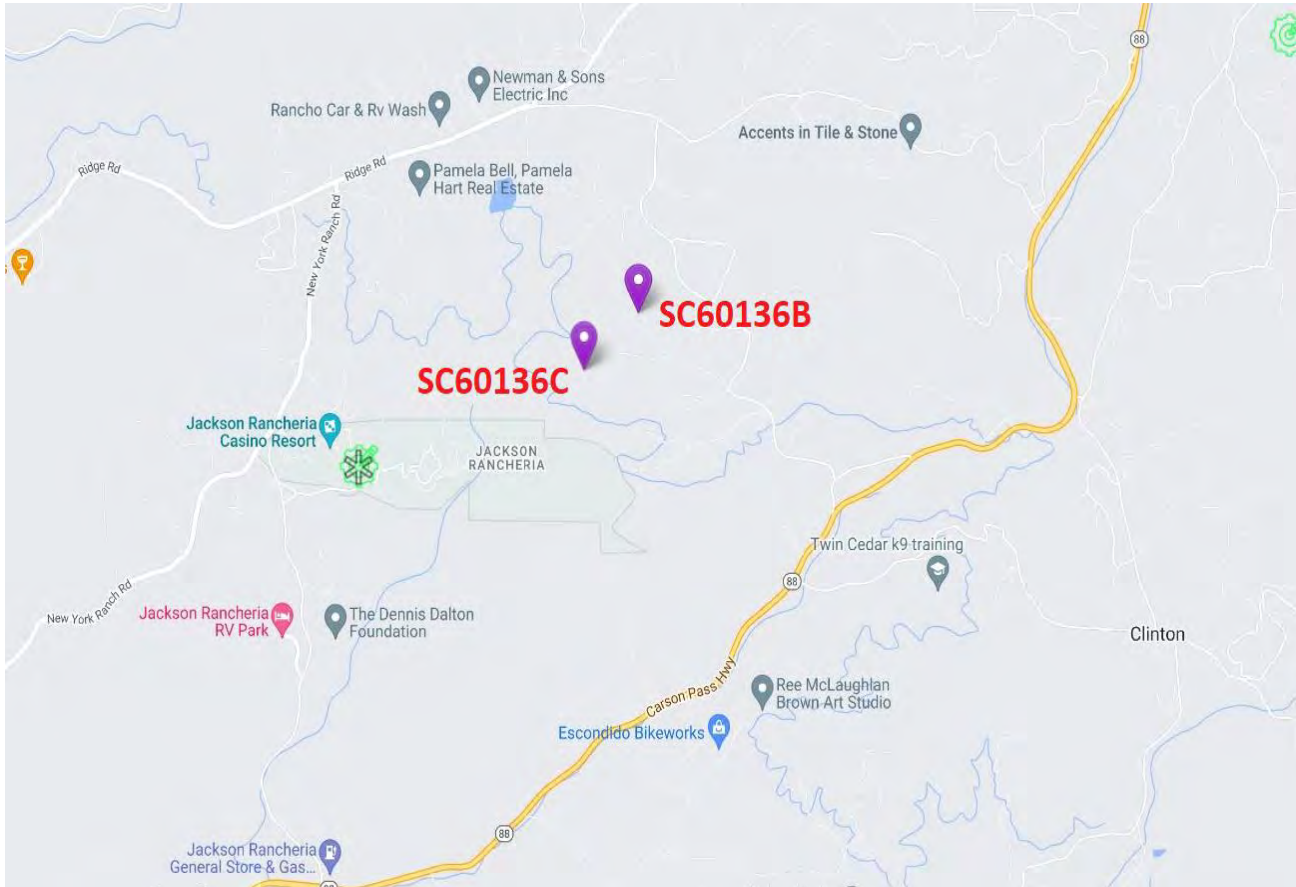 88
Newman & Sons
Electric Inc
Rancho Car & Rv Wash
Accents in Tile & Stone
Ridge Rd
Ridge Rd
Pamela Bell, Pamela
Hart Real Estate
New York Ranch Rd
SC60136B
SC60136C
Jackson Rancheria
Casino Resort
JACKSON
RANCHERIA
Twin Cedar k9 training
88
New York Ranch Rd
Jackson Rancheria
RV Park
The Dennis Dalton
Foundation
Clinton
Carson Pass Hwy
Ree McLaughlan
Brown Art Studio
Escondido Bikeworks
88
Jackson Rancheria
General Store & Gas...